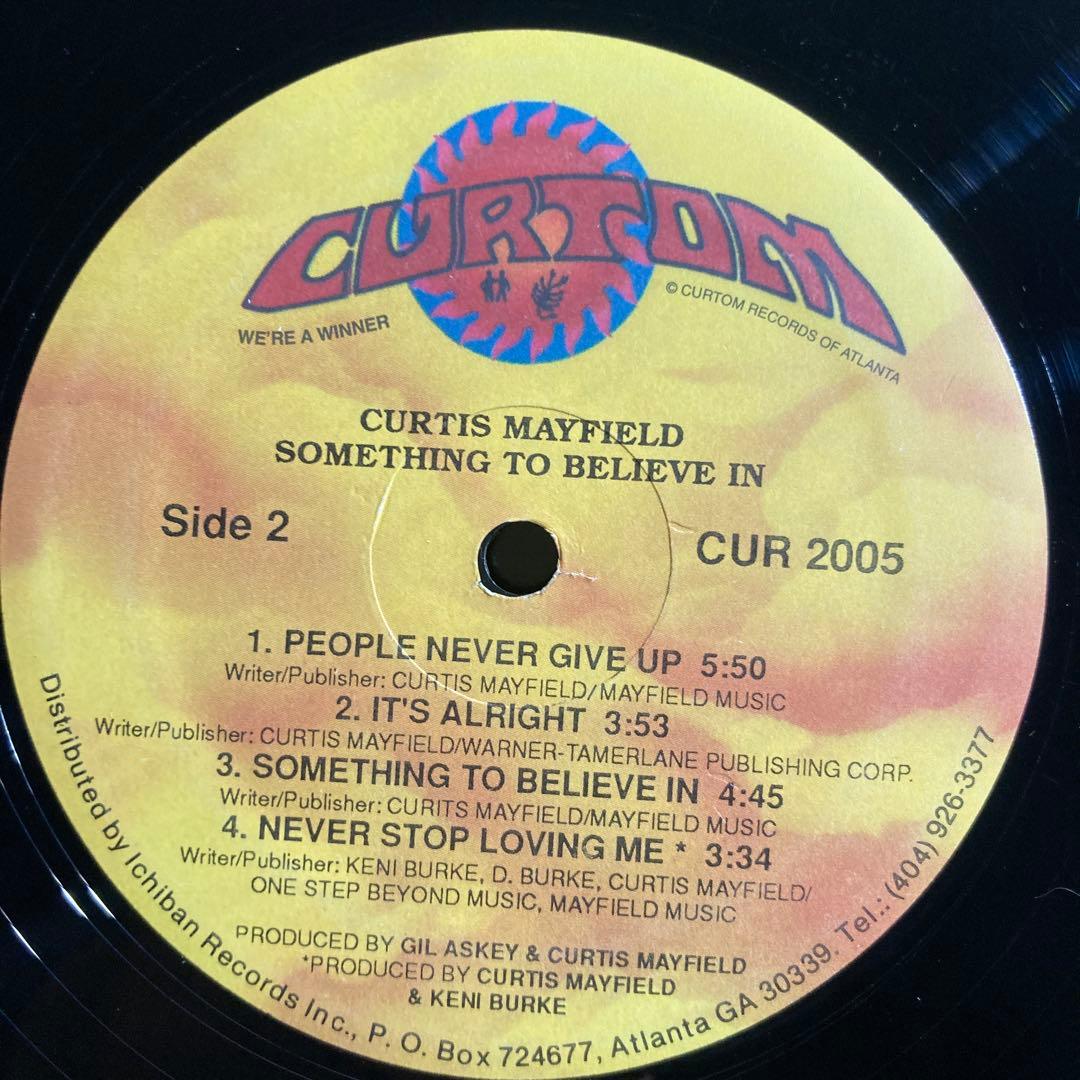 CURTOM
WE'RE A WINNER
© CURTOM RECORDS OF ATLANTA
CURTIS MAYFIELD
SOMETHING TO BELIEVE IN
Side 2
CUR 2005
1. PEOPLE NEVER GIVE UP 5:50
Writer/Publisher: CURTIS MAYFIELD/MAYFIELD MUSIC
2. IT'S ALRIGHT 3:53
Writer/Publisher: CURTIS MAYFIELD/WARNER-TAMERLANE PUBLISHING CORP.
3. SOMETHING TO BELIEVE IN 4:45
Writer/Publisher: CURITS MAYFIELD/MAYFIELD MUSIC
4. NEVER STOP LOVING ME * 3:34
Writer/Publisher: KENI BURKE, D. BURKE, CURTIS MAYFIELD/
ONE STEP BEYOND MUSIC, MAYFIELD MUSIC
PRODUCED BY GIL ASKEY & CURTIS MAYFIELD
*PRODUCED BY CURTIS MAYFIELD
& KENI BURKE
Distributed by Ichiban Records Inc., P. O. Box 724677, Atlanta GA 30339. Tel.: (404) 926-3377